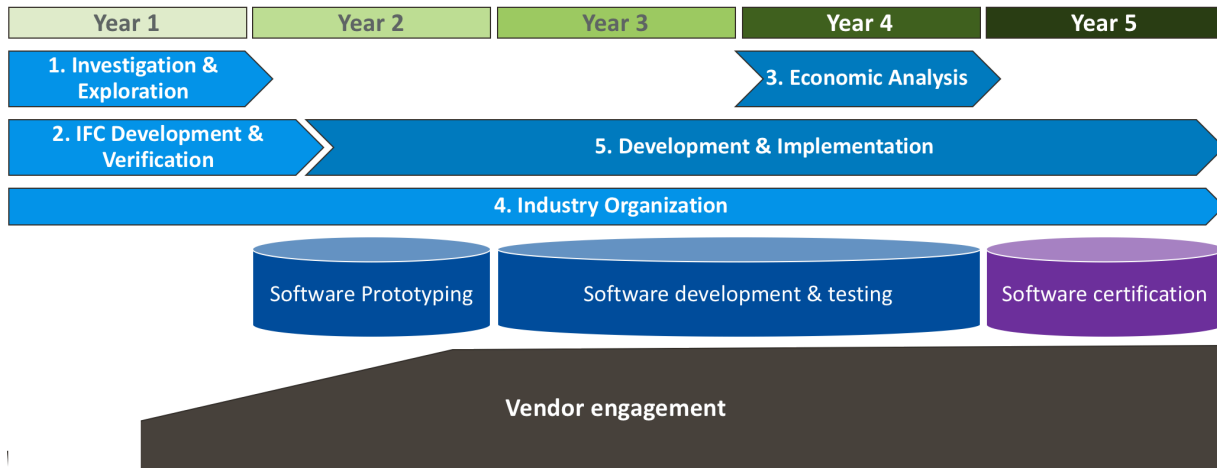 Year 1
Year 2
Year 3
Year 4
Year 5
1. Investigation &
Exploration
3. Economic Analysis
2. IFC Development &
Verification
5. Development & Implementation
4. Industry Organization
Software Prototyping
Software development & testing
Software certification
Vendor engagement